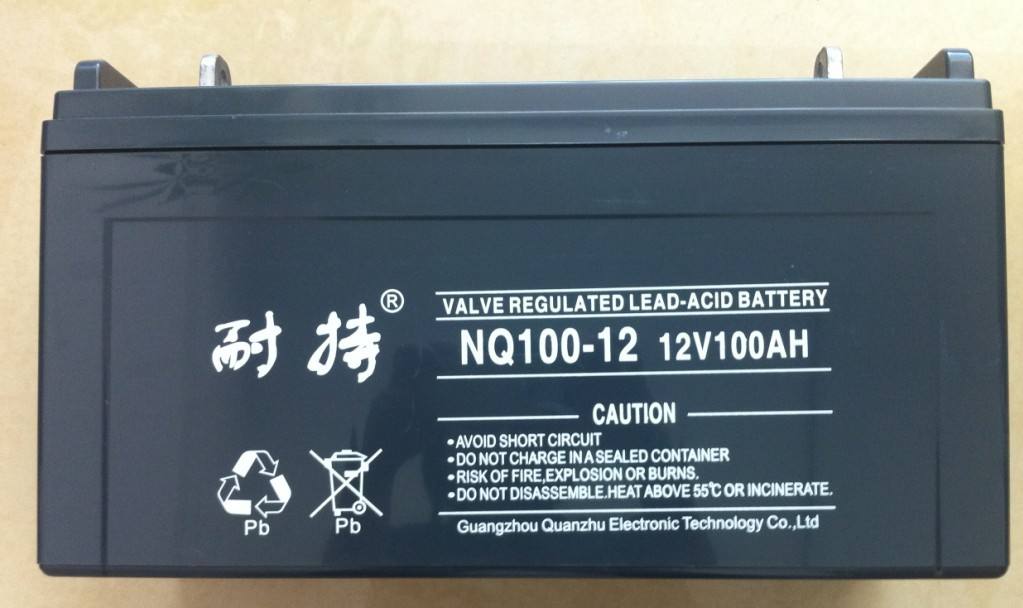 耐持®
VALVE REGULATED LEAD-ACID BATTERY
NQ100-12 12V100AH
CAUTION
•AVOID SHORT CIRCUIT
•DO NOT CHARGE IN A SEALED CONTAINER
•RISK OF FIRE,EXPLOSION OR BURNS.
•DO NOT DISASSEMBLE.HEAT ABOVE 55℃ OR INCINERATE.
Guangzhou Quanzhu Electronic Technology Co.,Ltd
Pb
Pb